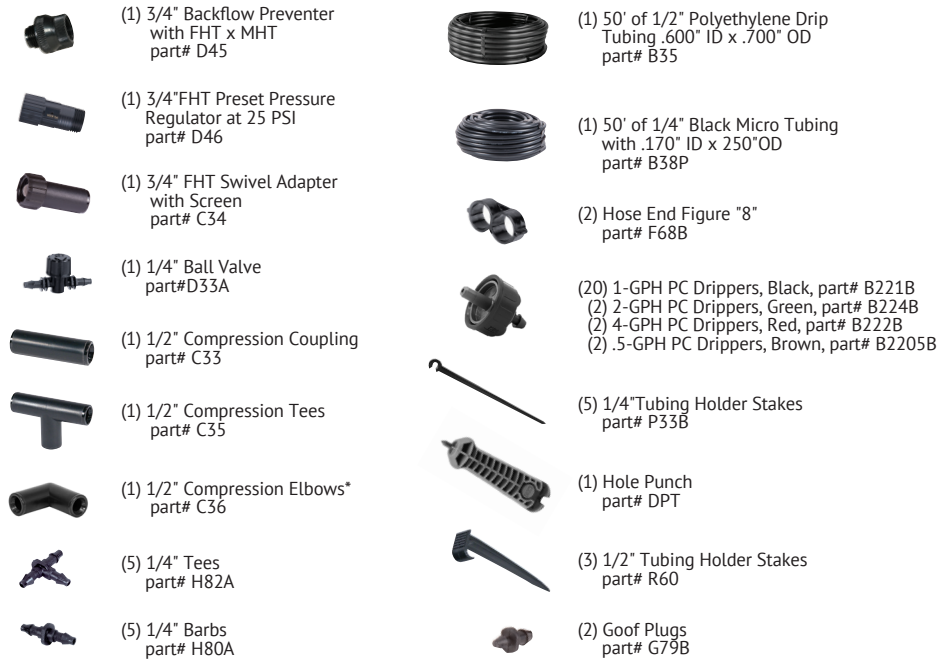 (1) 3/4" Backflow Preventer
with FHT x MHT
part# D45
(1) 3/4"FHT Preset Pressure
Regulator at 25 PSI
part# D46
(1) 3/4" FHT Swivel Adapter
with Screen
part# C34
(1) 1/4" Ball Valve
part#D33A
(1) 1/2" Compression Coupling
part# C33
(1) 1/2" Compression Tees
part# C35
(1) 1/2" Compression Elbows*
part# C36
(5) 1/4" Tees
part# H82A
(5) 1/4" Barbs
part# H80A
(1) 50' of 1/2" Polyethylene Drip
Tubing .600" ID x .700" OD
part# B35
(1) 50' of 1/4" Black Micro Tubing
with .170" ID x 250"OD
part# B38P
(2) Hose End Figure "8"
part# F68B
(20) 1-GPH PC Drippers, Black, part# B221B
(2) 2-GPH PC Drippers, Green, part# B224B
(2) 4-GPH PC Drippers, Red, part# B222B
(2) .5-GPH PC Drippers, Brown, part# B2205B
(5) 1/4"Tubing Holder Stakes
part# P33B
(1) Hole Punch
part# DPT
(3) 1/2" Tubing Holder Stakes
part# R60
(2) Goof Plugs
part# G79B